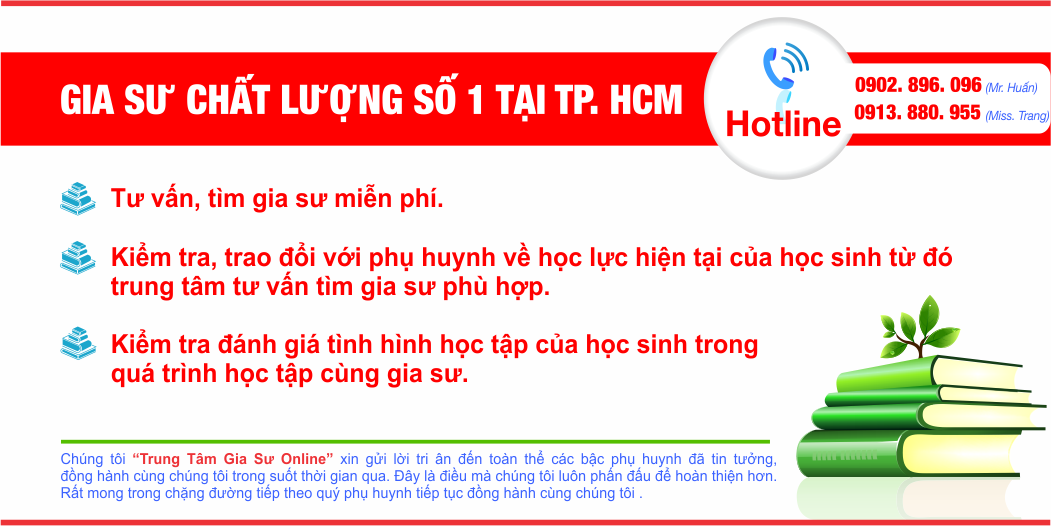 GIA SƯ CHẤT LƯỢNG SỐ 1 TẠI TP. HCM
Hotline
0902. 896. 096 (Mr. Huấn)
0913. 880. 955 (Miss. Trang)
Tư vấn, tìm gia sư miễn phí.
Kiểm tra, trao đổi với phụ huynh về học lực hiện tại của học sinh từ đó
trung tâm tư vấn tìm gia sư phù hợp.
Kiểm tra đánh giá tình hình học tập của học sinh trong
quá trình học tập cùng gia sư.
Chúng tôi “Trung Tâm Gia Sư Online” xin gửi lời tri ân đến toàn thể các bậc phụ huynh đã tin tưởng,
đồng hành cùng chúng tôi trong suốt thời gian qua. Đây là điều mà chúng tôi luôn phấn đấu để hoàn thiện hơn.
Rất mong trong chặng đường tiếp theo quý phụ huynh tiếp tục đồng hành cùng chúng tôi .